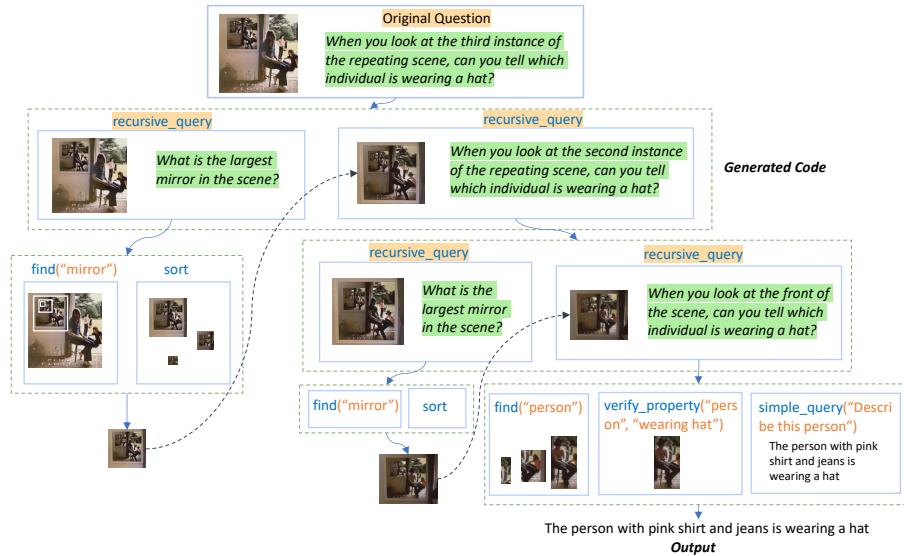 Original Question
When you look at the third instance of
the repeating scene, can you tell which
individual is wearing a hat?
recursive_query
What is the largest
mirror in the scene?
recursive_query
When you look at the second instance
of the repeating scene, can you tell
which individual is wearing a hat?
Generated Code
find(“mirror”)
sort
recursive_query
What is the
largest mirror
in the scene?
recursive_query
When you look at the front of
the scene, can you tell which
individual is wearing a hat?
find(“mirror”)
sort
find(“person”)
verify_property(“pers
on”, “wearing hat”)
simple_query(“Descri
be this person”)
The person with pink
shirt and jeans is
wearing a hat
The person with pink shirt and jeans is wearing a hat
Output